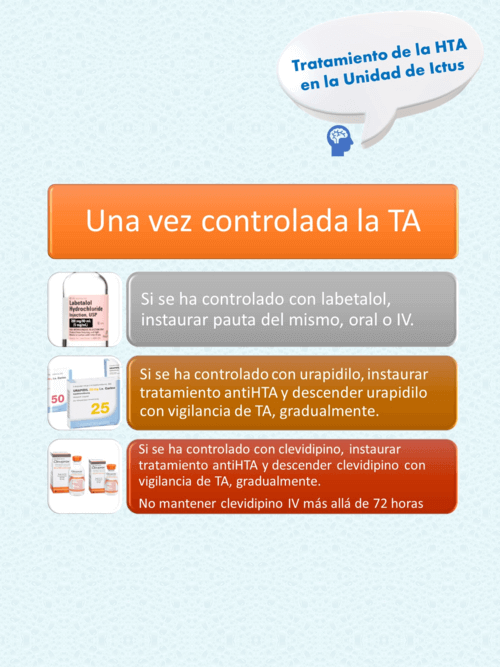 Tratamiento de la HTA
en la Unidad de Ictus
Una vez controlada la TA
Labetalol
Hydrochloride
Injection, USP
Si se ha controlado con labetalol,
instaurar pauta del mismo, oral o IV.
50
25
Si se ha controlado con urapidilo, instaurar
tratamiento antiHTA y descender urapidilo
con vigilancia de TA, gradualmente.
Si se ha controlado con clevidipino, instaurar
tratamiento antiHTA y descender clevidipino con
vigilancia de TA, gradualmente.
No mantener clevidipino IV más allá de 72 horas